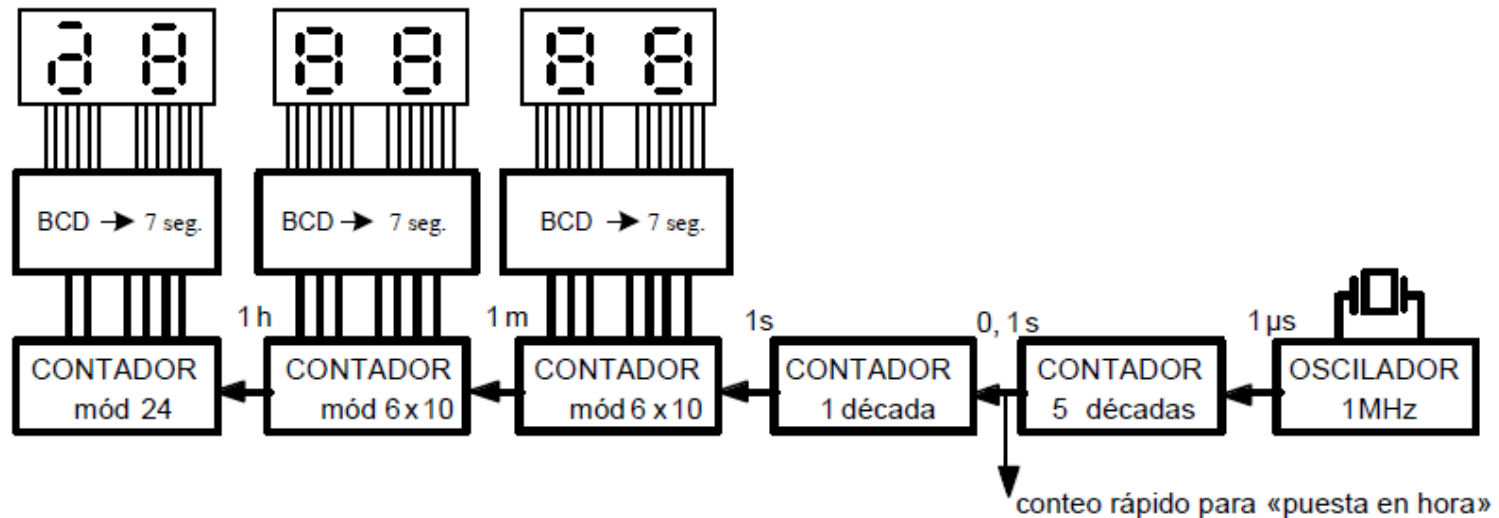 BCD → 7 seg.
BCD → 7 seg.
BCD → 7 seg.
1 h
1 m
1s
0, 1s
1 µs
CONTADOR
mód 24
CONTADOR
mód 6 x 10
CONTADOR
mód 6 x 10
CONTADOR
1 década
CONTADOR
5 décadas
OSCILADOR
1MHz
conteo rápido para «puesta en hora»